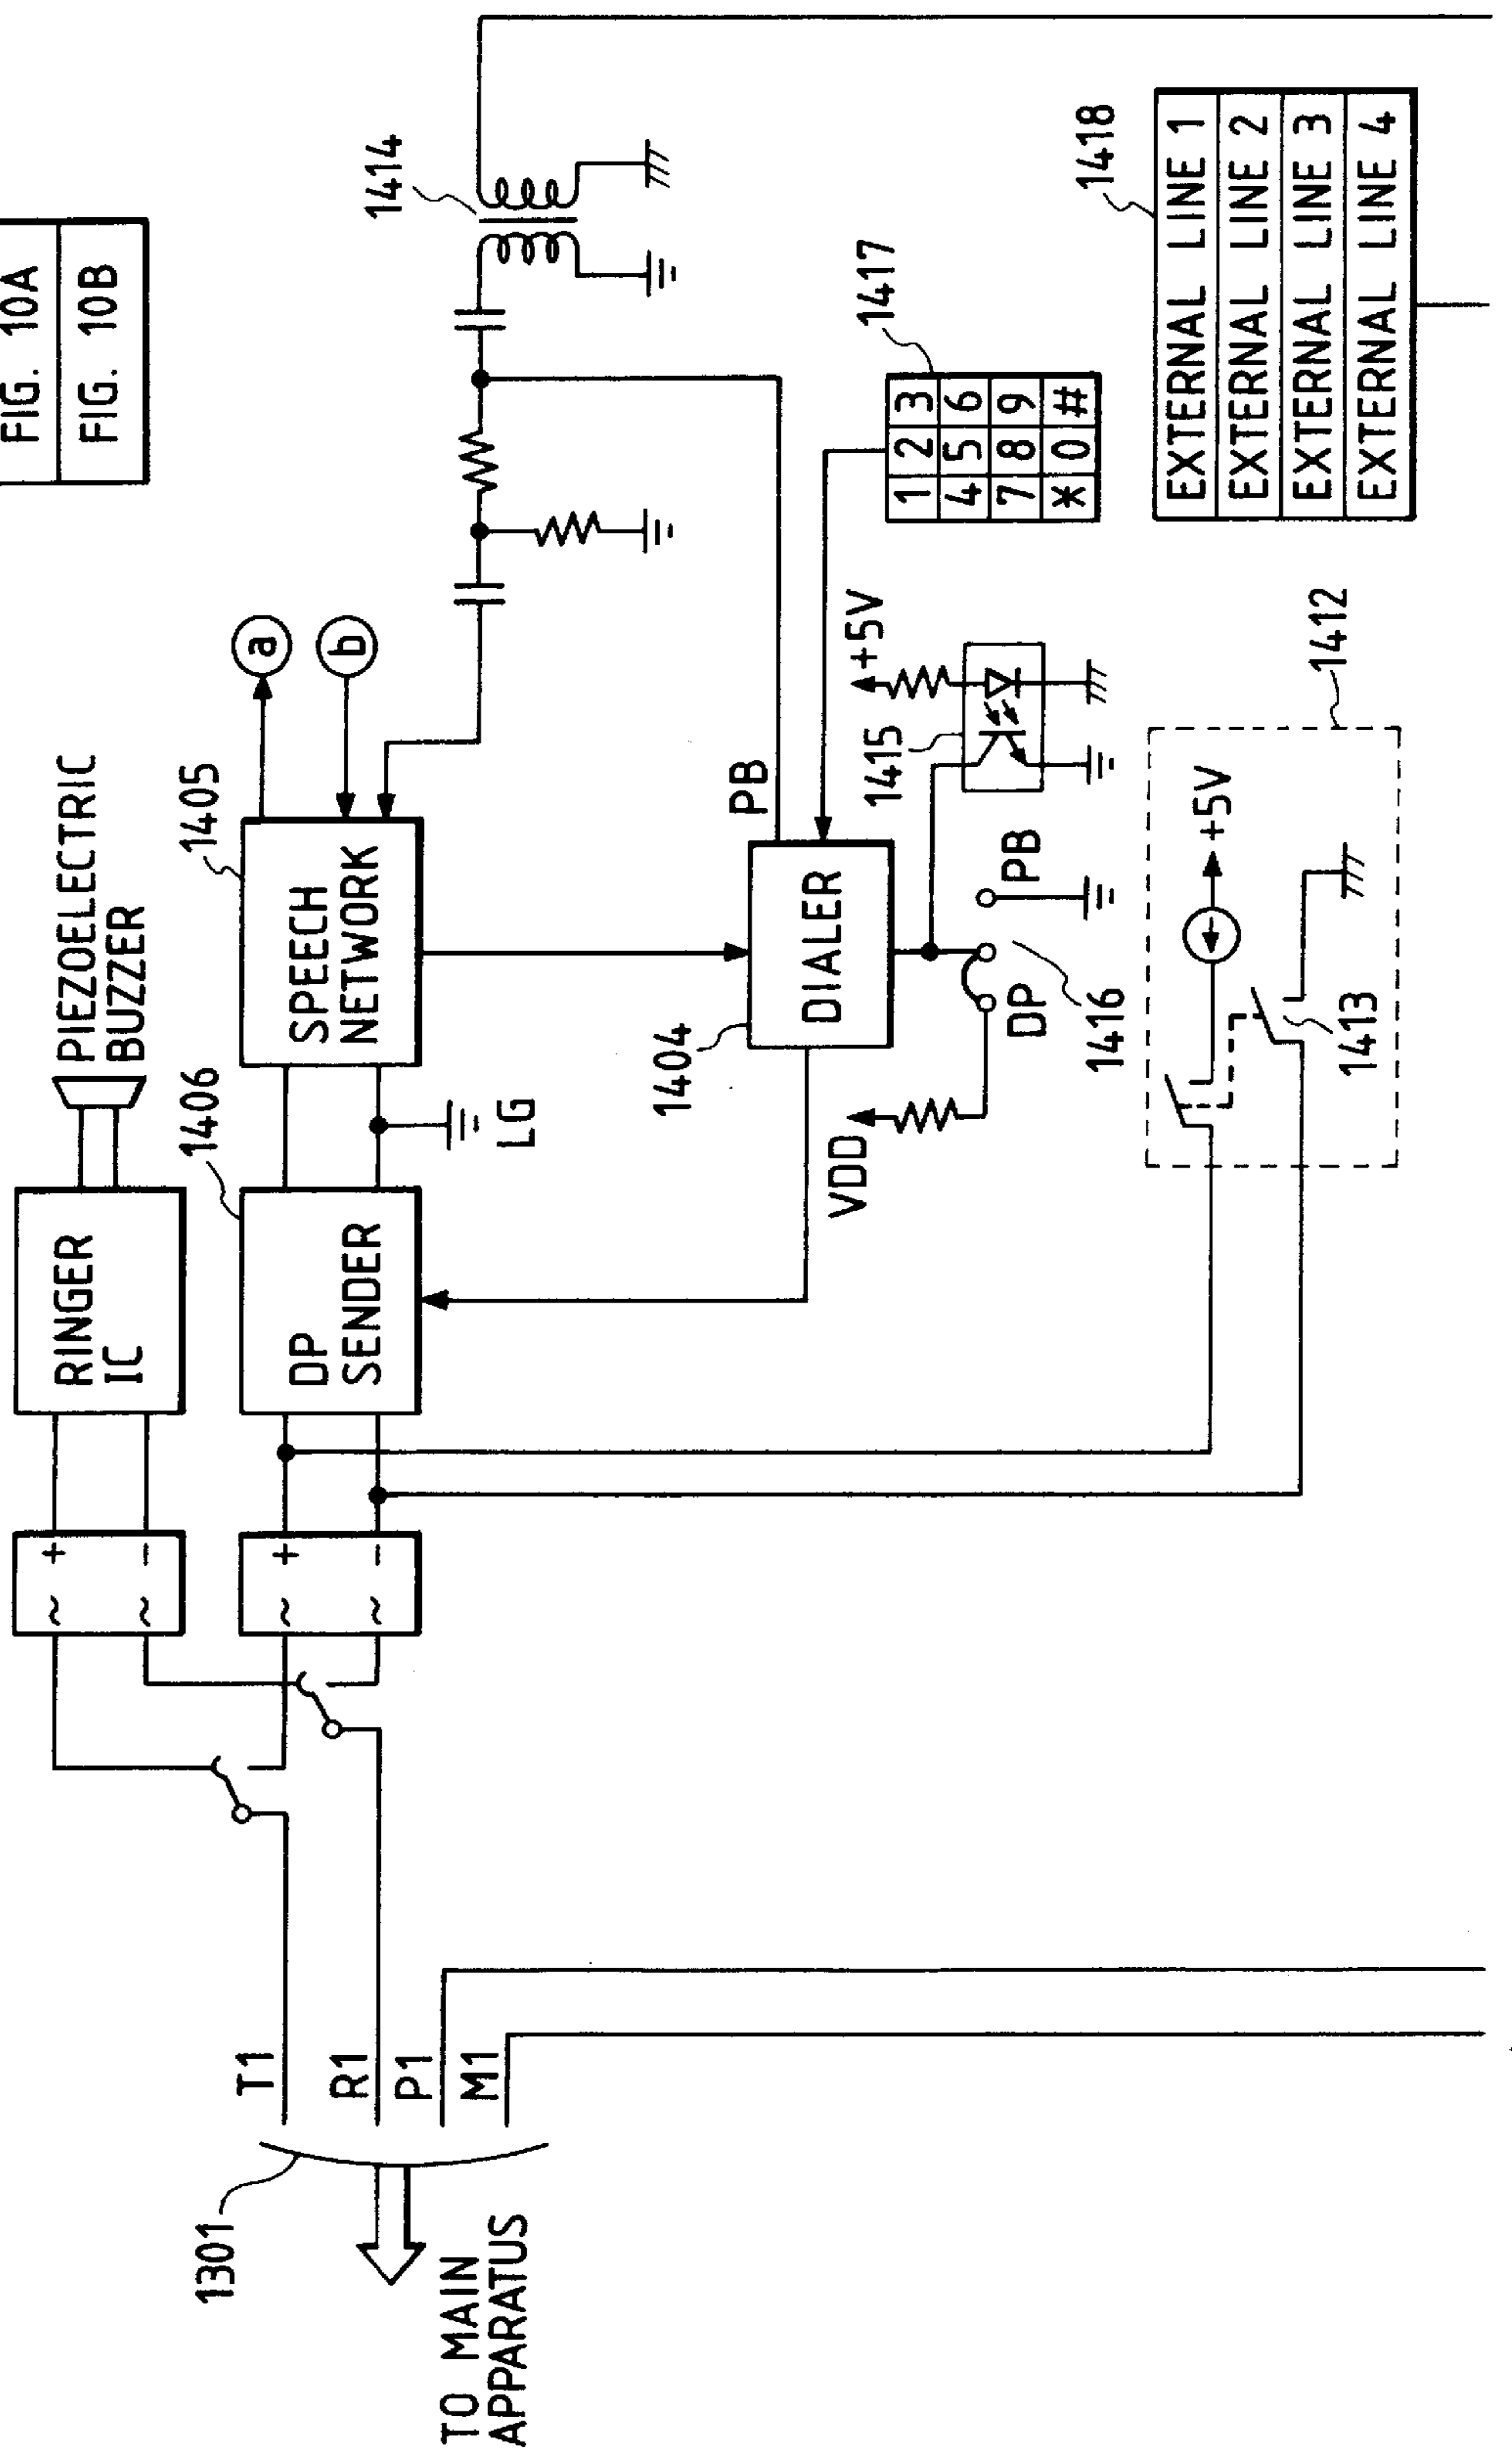 FIG. 10A
FIG. 10B
PIEZOELECTRIC
BUZZER
RINGER
IC
+
−
~
~
1406
1405
DP
SENDER
SPEECH
NETWORK
a
b
+
−
~
~
LG
1414
T1
R1
P1
M1
1301
TO MAIN
APPARATUS
1404
DIALER
PB
1417
1 2 3
4 5 6
7 8 9
* 0 #
VDD
DP
PB
1416
1415
+5V
1418
EXTERNAL LINE 1
EXTERNAL LINE 2
EXTERNAL LINE 3
EXTERNAL LINE 4
+5V
1413
1412